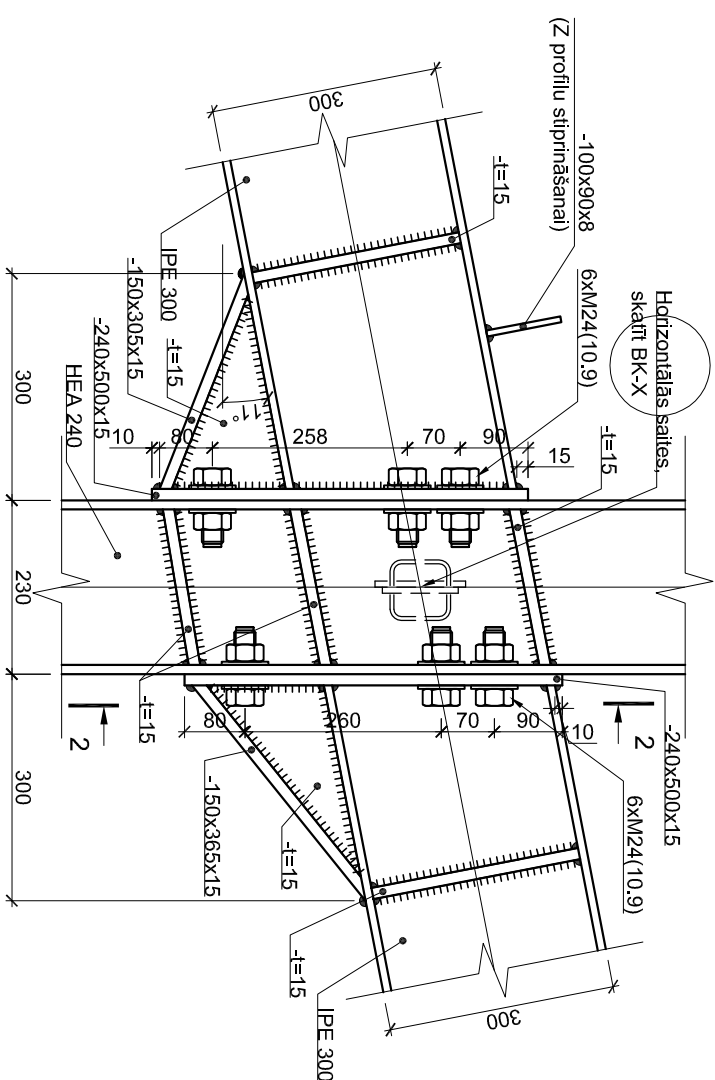 300
-100x90x8
(Z profilu stiprināšanai)
-t=15
6xM24(10.9)
Horizontālās saites,
skatīt BK-X
IPE 300
-150x305x15
-t=15
-240x500x15
HEA 240
11°
10
80
258
70
90
15
-t=15
300
230
300
-t=15
80
260
70
90
10
2
2
-240x500x15
6xM24(10.9)
-150x365x15
-t=15
-t=15
IPE 300
300